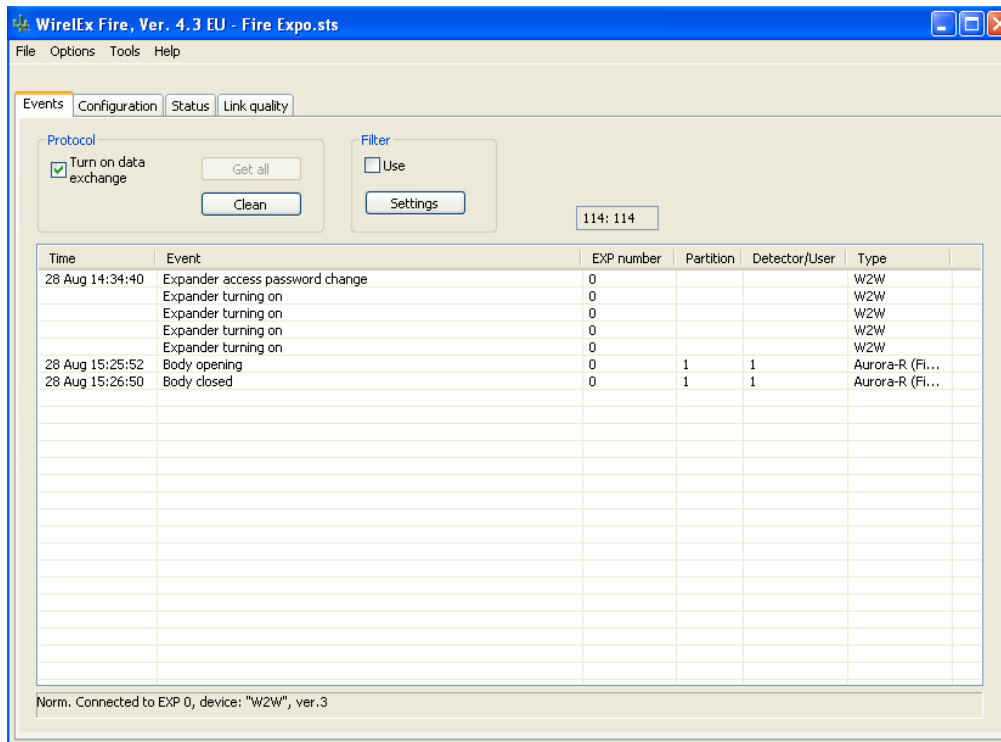 WirelEx Fire, Ver. 4.3 EU - Fire Expo.sts
File Options Tools Help
Events Configuration Status Link quality
Protocol
Turn on data
exchange
Get all
Clean
Filter
Use
Settings
114: 114
Time Event EXP number Partition Detector/User Type
28 Aug 14:34:40 Expander access password change 0 W2W
Expander turning on 0 W2W
Expander turning on 0 W2W
Expander turning on 0 W2W
Expander turning on 0 W2W
28 Aug 15:25:52 Body opening 0 1 1 Aurora-R (Fi...
28 Aug 15:26:50 Body closed 0 1 1 Aurora-R (Fi...
Norm. Connected to EXP 0, device: "W2W", ver.3